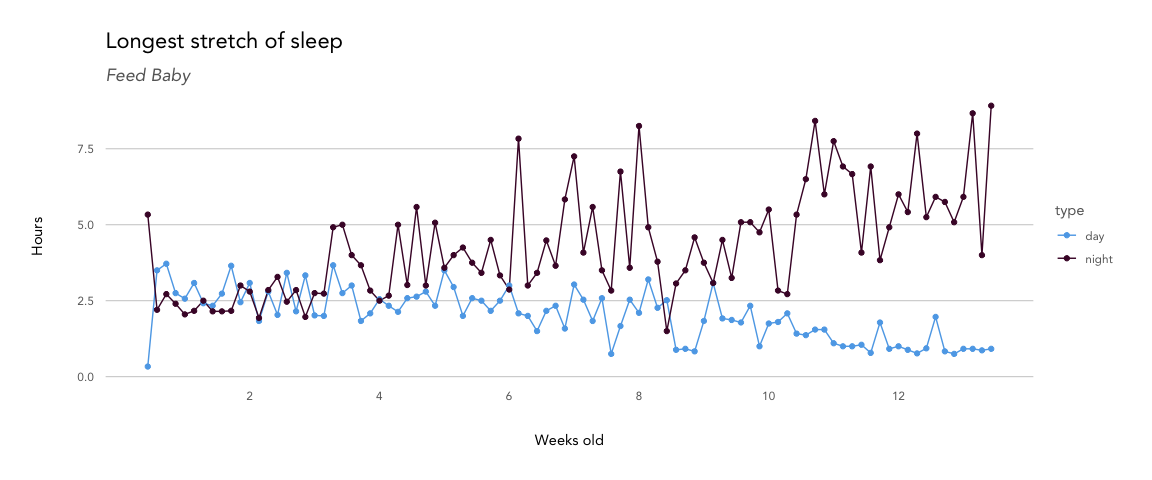 Longest stretch of sleep
Feed Baby
Hours
7.5
5.0
2.5
0.0
2 4 6 8 10 12
Weeks old
type
day
night